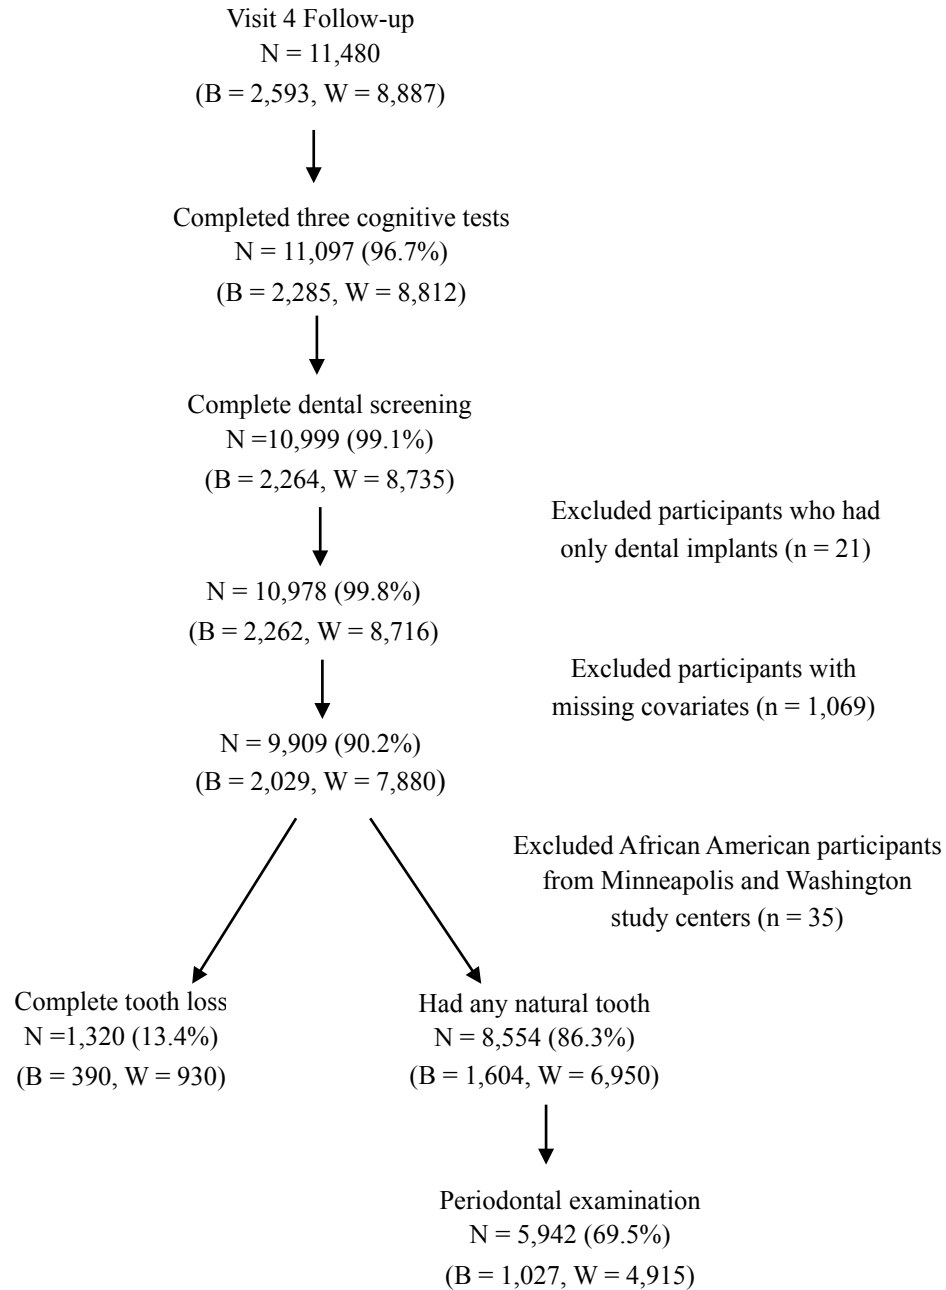 Visit 4 Follow-up
N = 11,480
(B = 2,593, W = 8,887)
Completed three cognitive tests
N = 11,097 (96.7%)
(B = 2,285, W = 8,812)
Complete dental screening
N =10,999 (99.1%)
(B = 2,264, W = 8,735)
Excluded participants who had
only dental implants (n = 21)
N = 10,978 (99.8%)
(B = 2,262, W = 8,716)
Excluded participants with
missing covariates (n = 1,069)
N = 9,909 (90.2%)
(B = 2,029, W = 7,880)
Excluded African American participants
from Minneapolis and Washington
study centers (n = 35)
Complete tooth loss
N =1,320 (13.4%)
(B = 390, W = 930)
Had any natural tooth
N = 8,554 (86.3%)
(B = 1,604, W = 6,950)
Periodontal examination
N = 5,942 (69.5%)
(B = 1,027, W = 4,915)